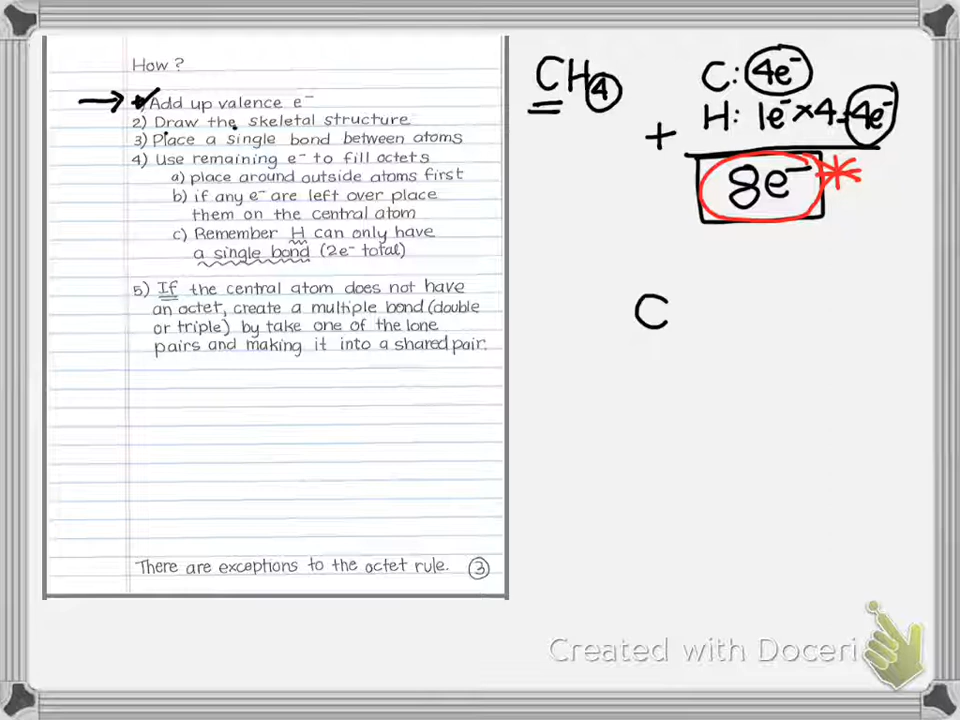 How?
1) Add up valence e⁻
2) Draw the skeletal structure
3) Place a single bond between atoms
4) Use remaining e⁻ to fill octets
a) place around outside atoms first
b) if any e⁻ are left over place
them on the central atom
c) Remember H can only have
a single bond (2e⁻ total)
5) If the central atom does not have
an octet, create a multiple bond (double
or triple) by take one of the lone
pairs and making it into a shared pair.
There are exceptions to the octet rule. ③
CH₄
C: 4e⁻
H: 1e⁻ × 4 = 4e⁻
+
8e⁻ *
C
Created with Doceri